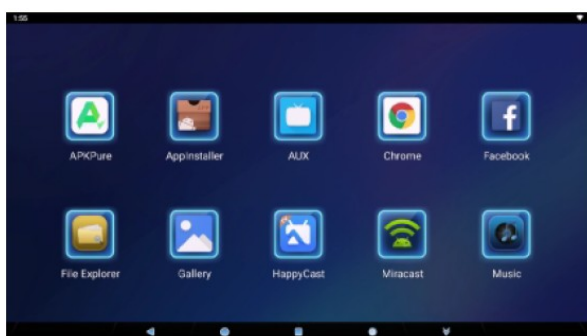 1:55
APKPure AppInstaller AUX Chrome Facebook
File Explorer Gallery HappyCast Miracast Music